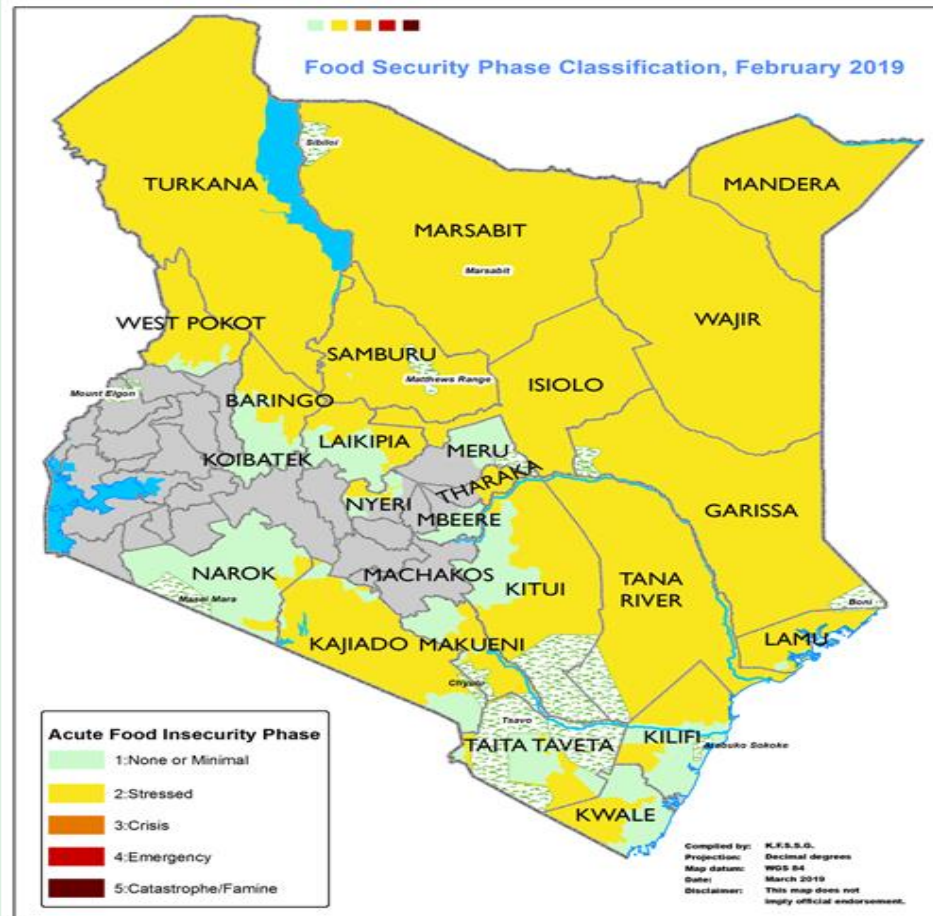 Food Security Phase Classification, February 2019
Sibiloi
MANDERA
TURKANA
MARSABIT
Marsabit
WAJIR
WEST POKOT
SAMBURU
Matthews Range
ISIOLO
Mount Elgon
BARINGO
LAIKIPIA
MERU
KOIBATEK
THARAKA
NYERI
GARISSA
MBEERE
NAROK
MACHAKOS
KITUI
TANA
RIVER
Masai Mara
Boni
KAJIADO
MAKUENI
LAMU
Chyulu
Tsavo
KILIFI
TAITA TAVETA
Arabuko Sokoke
KWALE
Acute Food Insecurity Phase
1:None or Minimal
2:Stressed
3:Crisis
4:Emergency
5:Catastrophe/Famine
Compiled by: K.F.S.S.G.
Projection: Decimal degrees
Map datum: WGS 84
Date: March 2019
Disclaimer: This map does not
imply official endorsement.